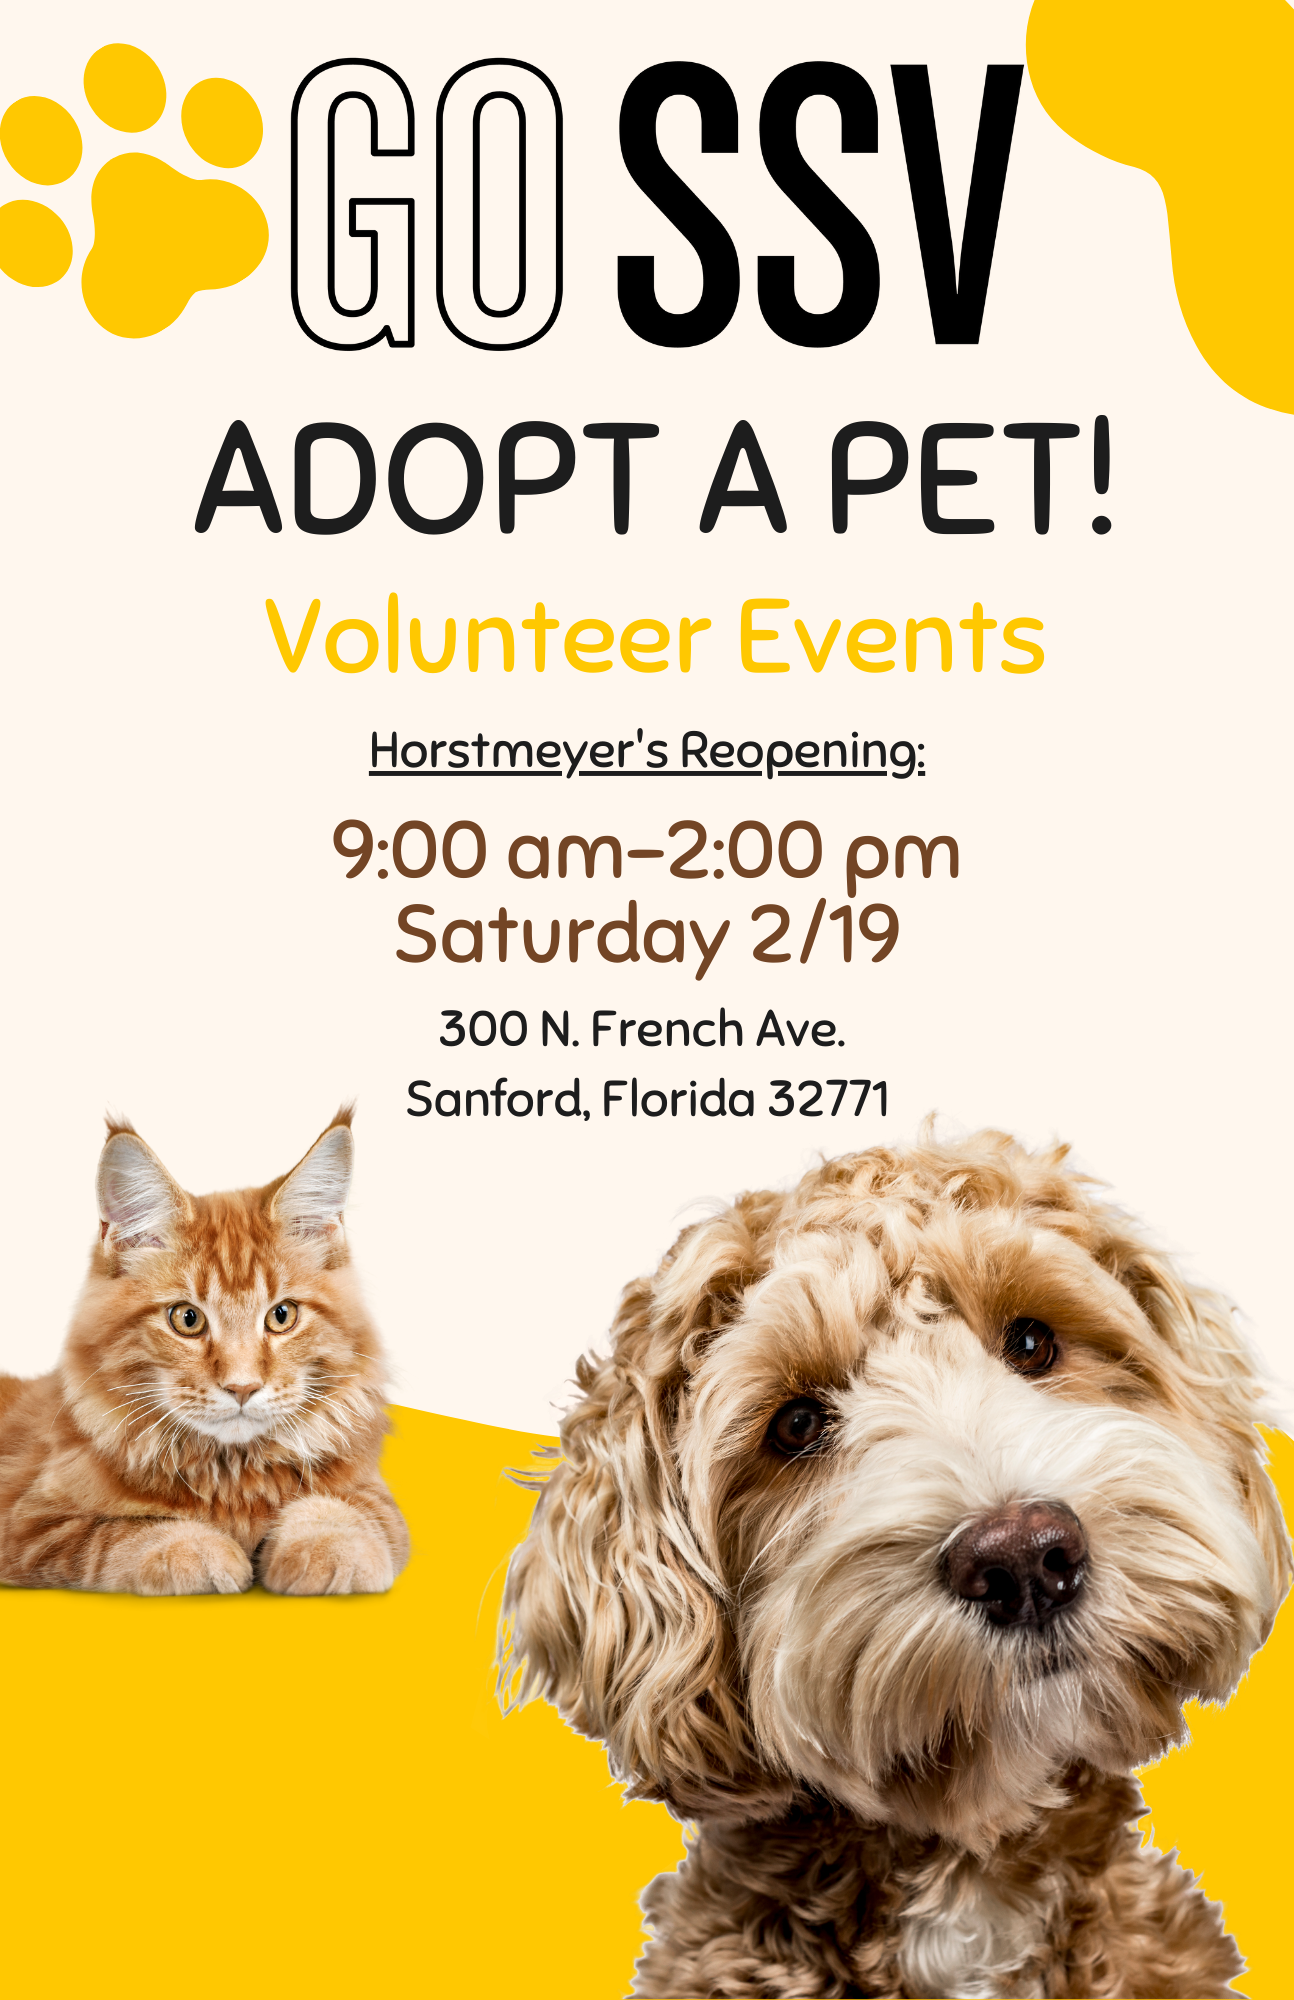 GO SSV
ADOPT A PET!
Volunteer Events
Horstmeyer's Reopening:
9:00 am-2:00 pm
Saturday 2/19
300 N. French Ave.
Sanford, Florida 32771